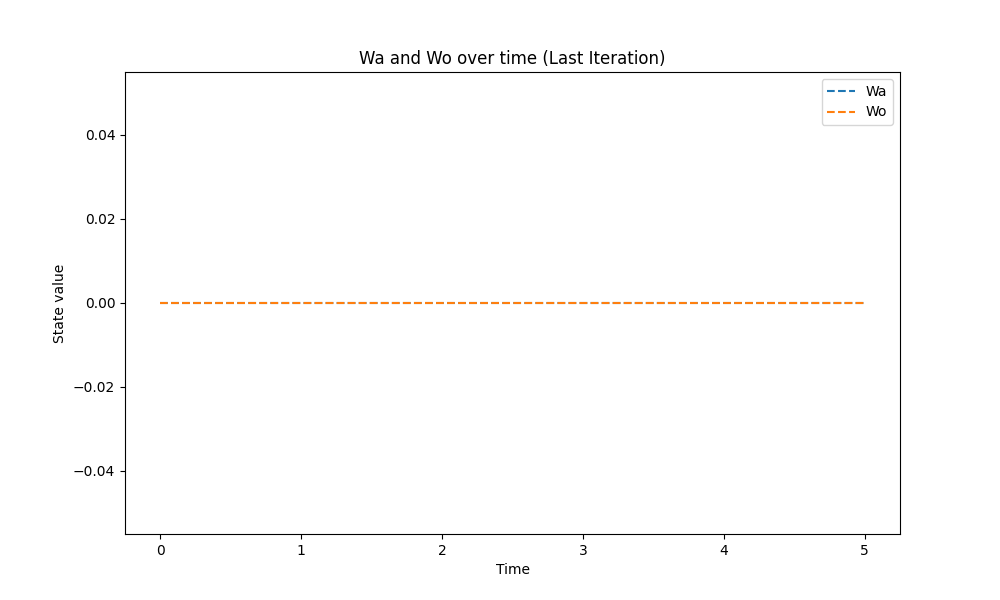 Wa and Wo over time (Last Iteration)
Wa
Wo
0.04
0.02
0.00
−0.02
−0.04
State value
0 1 2 3 4 5
Time